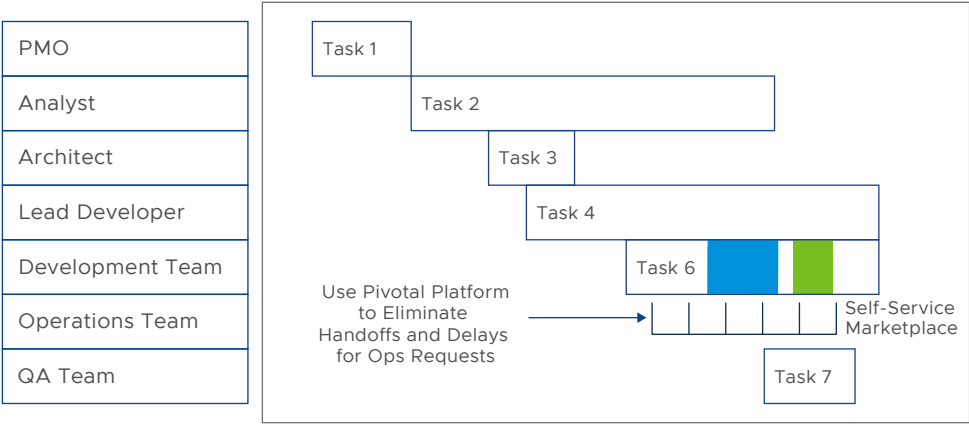 PMO
Task 1
Analyst
Task 2
Architect
Task 3
Lead Developer
Task 4
Development Team
Task 6
Use Pivotal Platform
to Eliminate
Handoffs and Delays
for Ops Requests
Operations Team
Self-Service
Marketplace
QA Team
Task 7